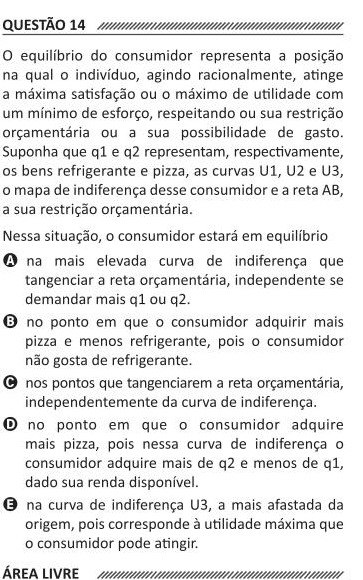 QUESTÃO 14
O equilíbrio do consumidor representa a posição
na qual o indivíduo, agindo racionalmente, atinge
a máxima satisfação ou o máximo de utilidade com
um mínimo de esforço, respeitando ou sua restrição
orçamentária ou a sua possibilidade de gasto.
Suponha que q1 e q2 representam, respectivamente,
os bens refrigerante e pizza, as curvas U1, U2 e U3,
o mapa de indiferença desse consumidor e a reta AB,
a sua restrição orçamentária.
Nessa situação, o consumidor estará em equilíbrio
A na mais elevada curva de indiferença que
tangenciar a reta orçamentária, independente se
demandar mais q1 ou q2.
B no ponto em que o consumidor adquirir mais
pizza e menos refrigerante, pois o consumidor
não gosta de refrigerante.
C nos pontos que tangenciarem a reta orçamentária,
independentemente da curva de indiferença.
D no ponto em que o consumidor adquire
mais pizza, pois nessa curva de indiferença o
consumidor adquire mais de q2 e menos de q1,
dado sua renda disponível.
E na curva de indiferença U3, a mais afastada da
origem, pois corresponde à utilidade máxima que
o consumidor pode atingir.
ÁREA LIVRE